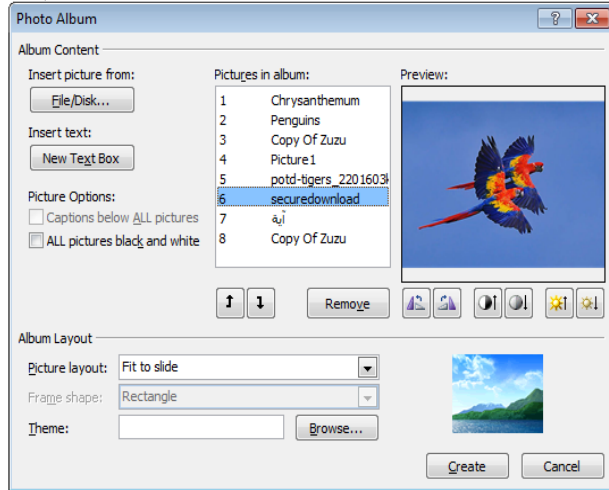 Photo Album
Album Content
Insert picture from:
File/Disk...
Insert text:
New Text Box
Picture Options:
Captions below ALL pictures
ALL pictures black and white
Pictures in album:
1 Chrysanthemum
2 Penguins
3 Copy Of Zuzu
4 Picture1
5 potd-tigers_2201603k
6 securedownload
7 آية
8 Copy Of Zuzu
Remove
Preview:
Album Layout
Picture layout: Fit to slide
Frame shape: Rectangle
Theme:
Browse...
Create
Cancel